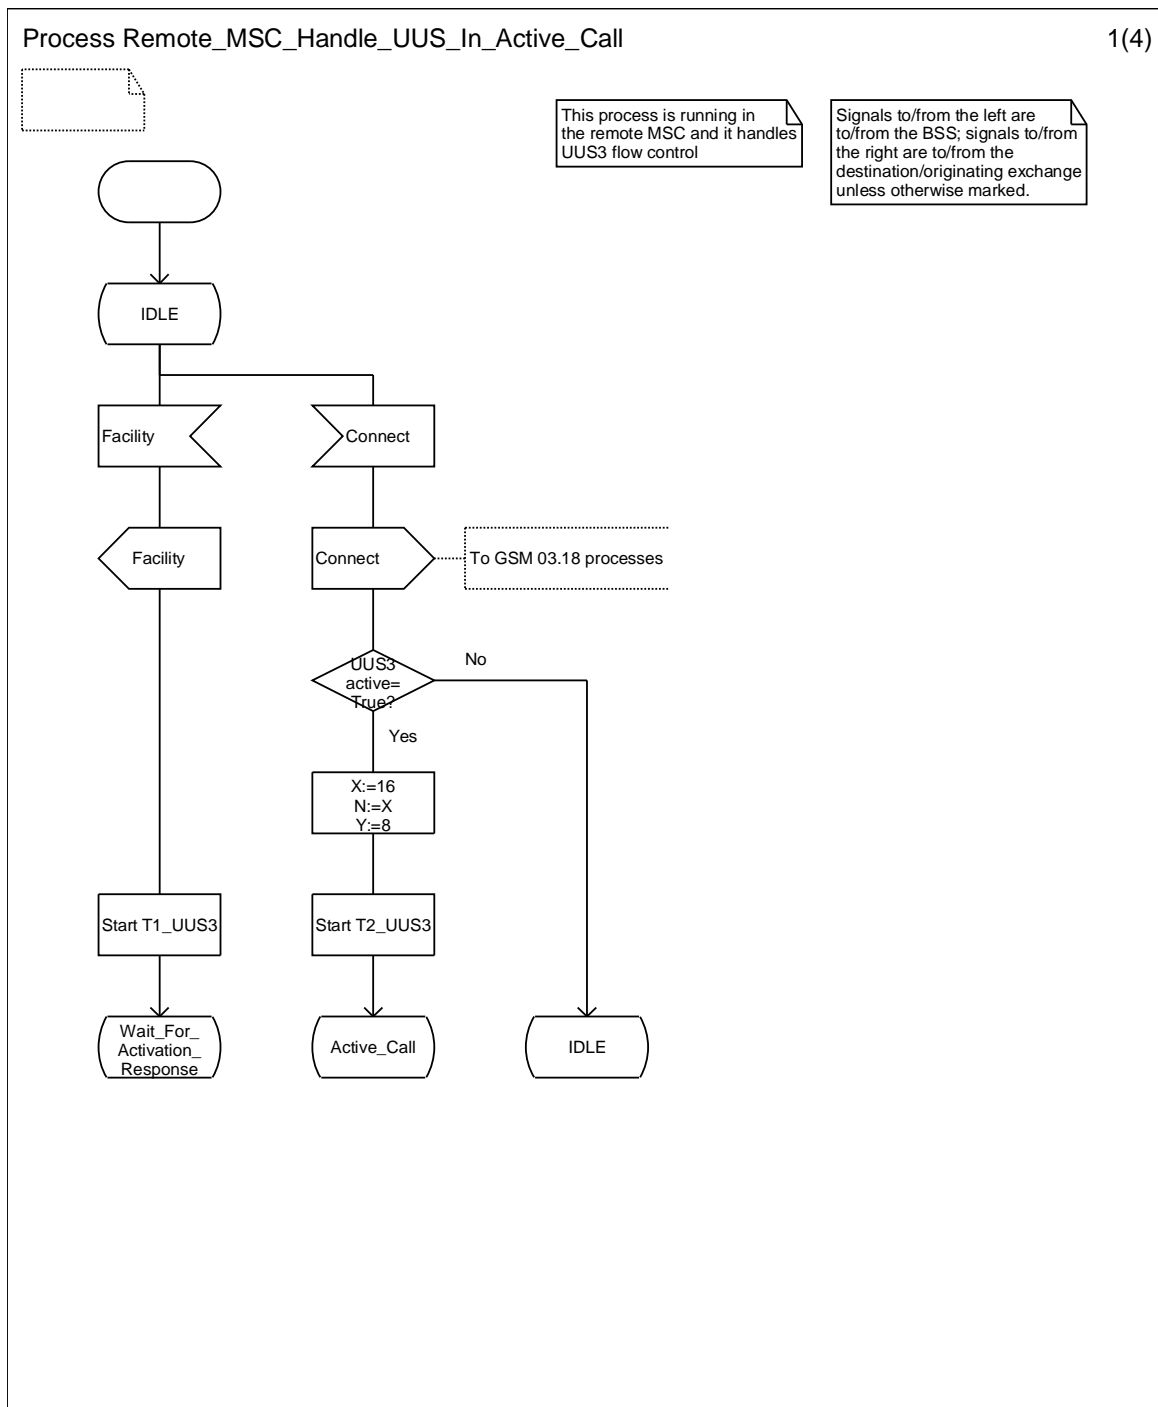 Process Remote_MSC_Handle_UUS_In_Active_Call
1(4)
This process is running in
the remote MSC and it handles
UUS3 flow control
Signals to/from the left are
to/from the BSS; signals to/from
the right are to/from the
destination/originating exchange
unless otherwise marked.
IDLE
Facility
Connect
Facility
Connect
To GSM 03.18 processes
UUS3
active=
True?
No
Yes
X:=16
N:=X
Y:=8
Start T1_UUS3
Start T2_UUS3
Wait_For_
Activation_
Response
Active_Call
IDLE